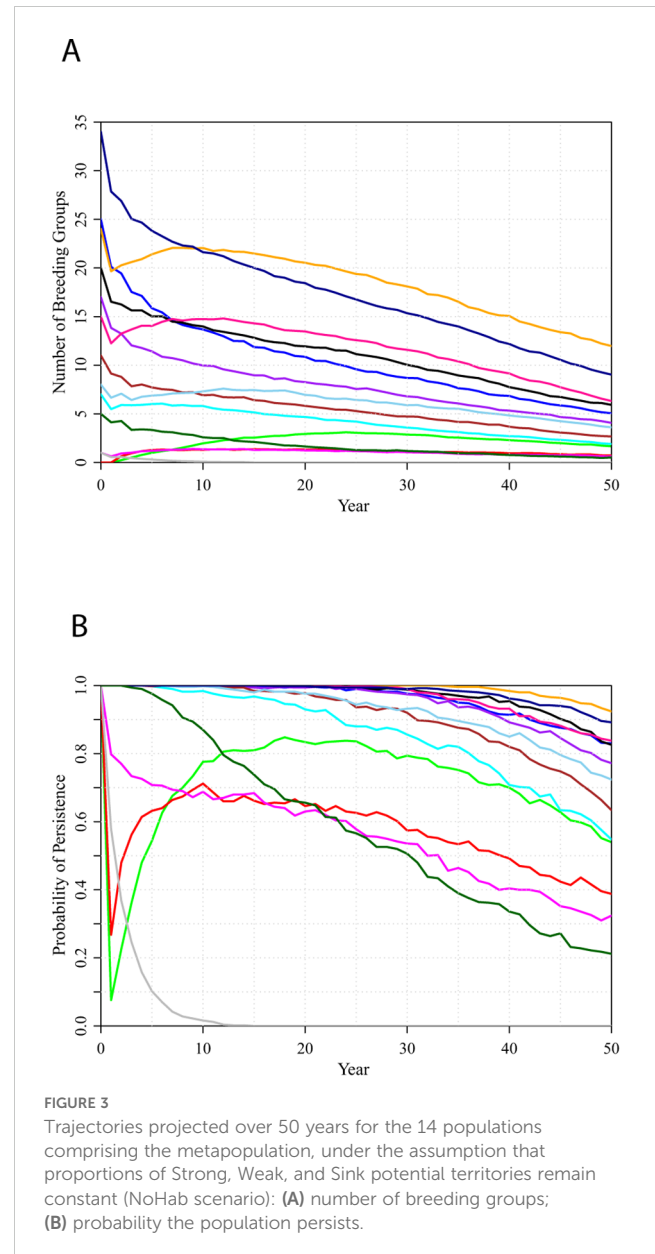 A
35
30
25
20
15
10
5
0
Number of Breeding Groups
0 10 20 30 40 50
Year
B
1.0
0.8
0.6
0.4
0.2
0.0
Probability of Persistence
0 10 20 30 40 50
Year
FIGURE 3
Trajectories projected over 50 years for the 14 populations
comprising the metapopulation, under the assumption that
proportions of Strong, Weak, and Sink potential territories remain
constant (NoHab scenario): (A) number of breeding groups;
(B) probability the population persists.